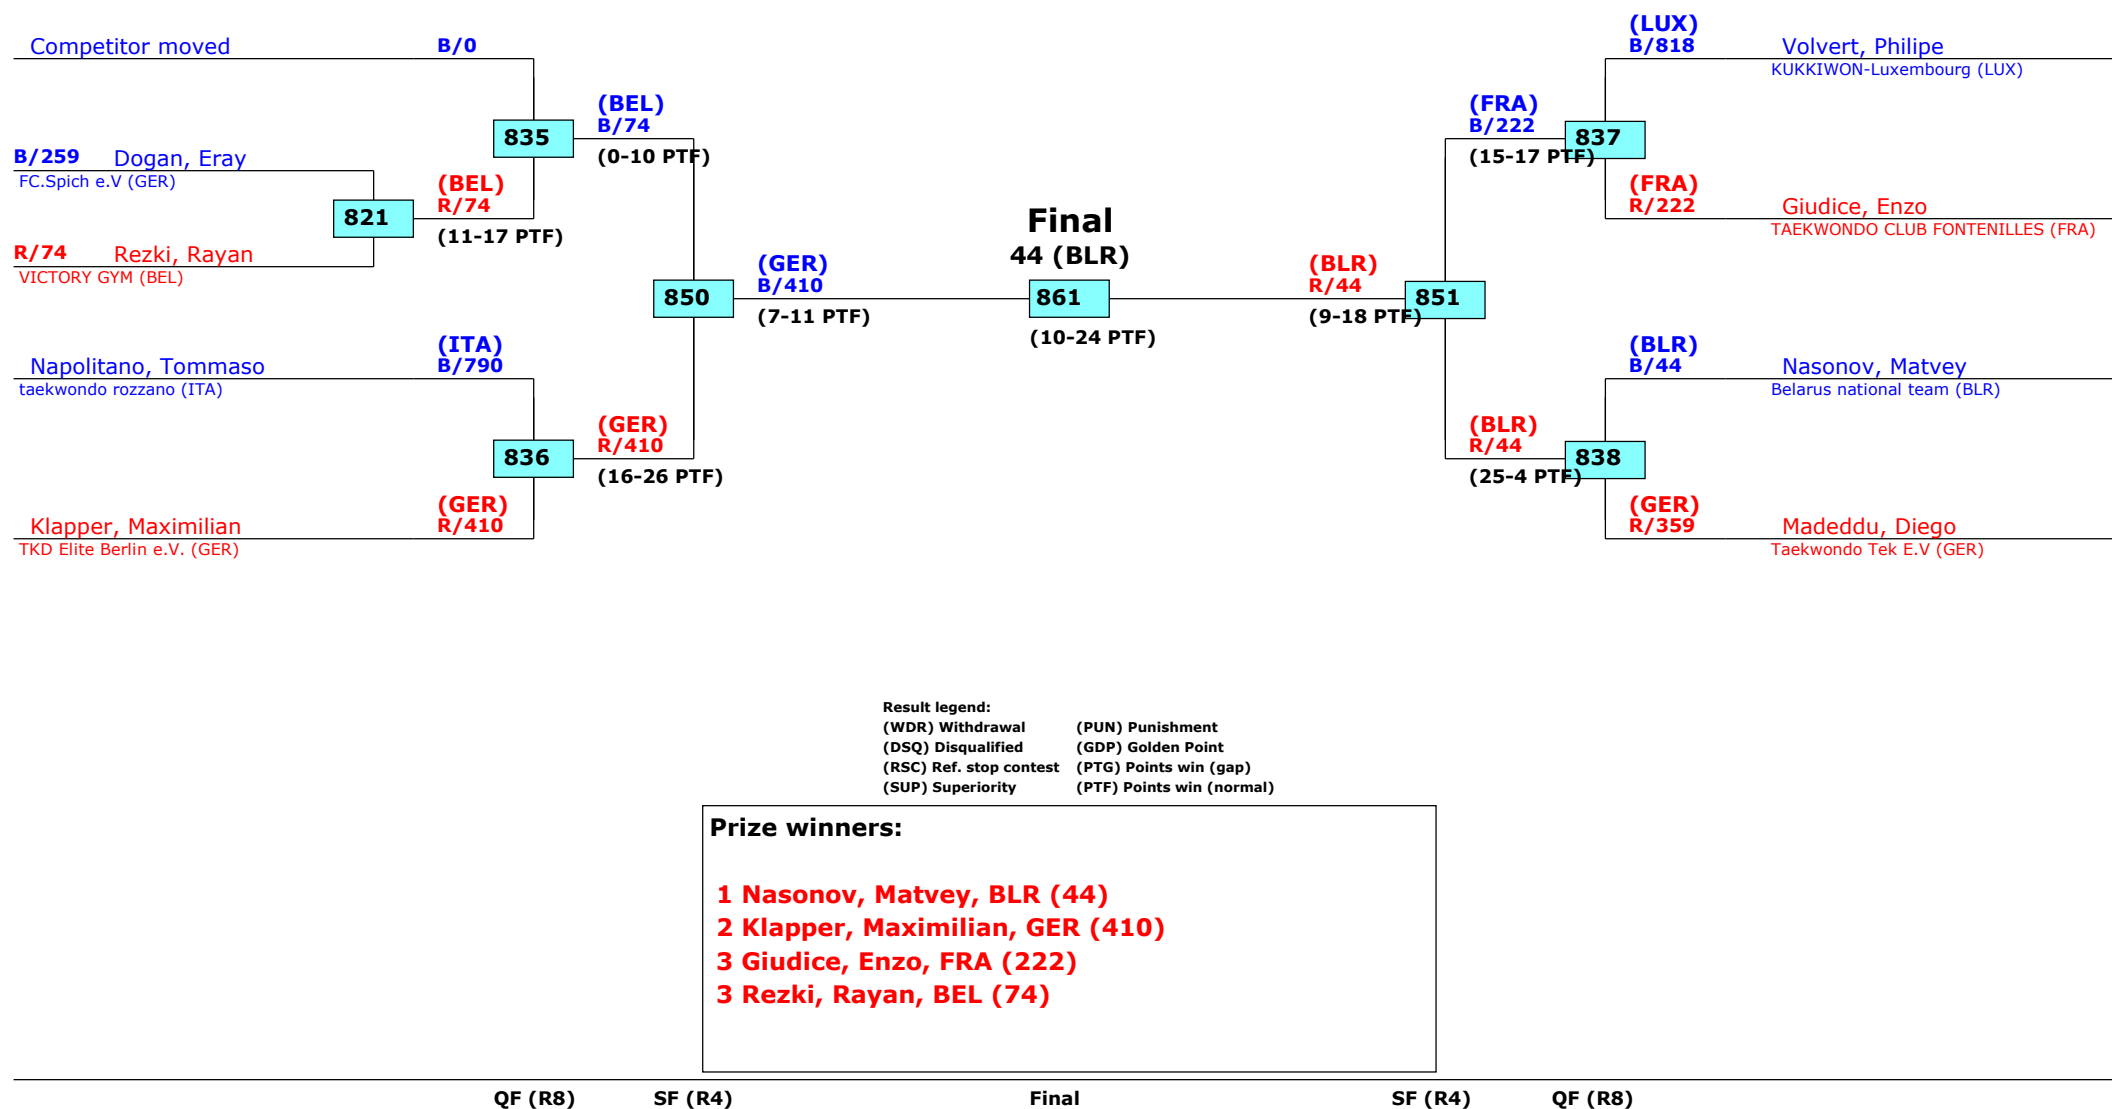 Competitor moved
B/0
B/259 Dogan, Eray
FC.Spich e.V (GER)
821
R/74 Rezki, Rayan
VICTORY GYM (BEL)
(BEL)
R/74
(11-17 PTF)
835
(BEL)
B/74
(0-10 PTF)
Napolitano, Tommaso
taekwondo rozzano (ITA)
(ITA)
B/790
836
Klapper, Maximilian
TKD Elite Berlin e.V. (GER)
(GER)
R/410
(GER)
R/410
(16-26 PTF)
850
(GER)
B/410
(7-11 PTF)
Final
44 (BLR)
861
(10-24 PTF)
(BLR)
R/44
(9-18 PTF)
851
(FRA)
B/222
(15-17 PTF)
837
(LUX)
B/818
Volvert, Philipe
KUKKIWON-Luxembourg (LUX)
(FRA)
R/222
Giudice, Enzo
TAEKWONDO CLUB FONTENILLES (FRA)
(BLR)
R/44
(25-4 PTF)
838
(BLR)
B/44
Nasonov, Matvey
Belarus national team (BLR)
(GER)
R/359
Madeddu, Diego
Taekwondo Tek E.V (GER)
Result legend:
(WDR) Withdrawal (PUN) Punishment
(DSQ) Disqualified (GDP) Golden Point
(RSC) Ref. stop contest (PTG) Points win (gap)
(SUP) Superiority (PTF) Points win (normal)
Prize winners:
1 Nasonov, Matvey, BLR (44)
2 Klapper, Maximilian, GER (410)
3 Giudice, Enzo, FRA (222)
3 Rezki, Rayan, BEL (74)
QF (R8) SF (R4) Final SF (R4) QF (R8)